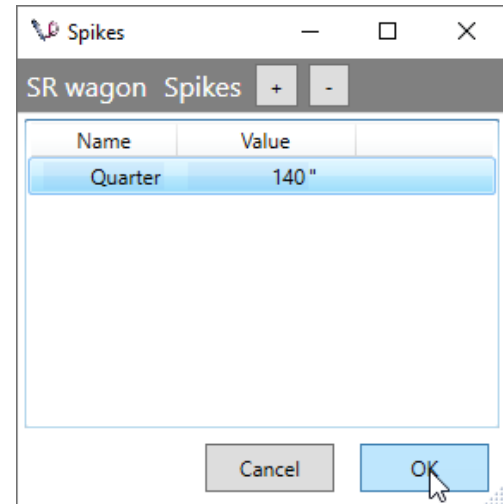 Spikes
SR wagon Spikes + -
Name Value
Quarter 140 "
Cancel OK